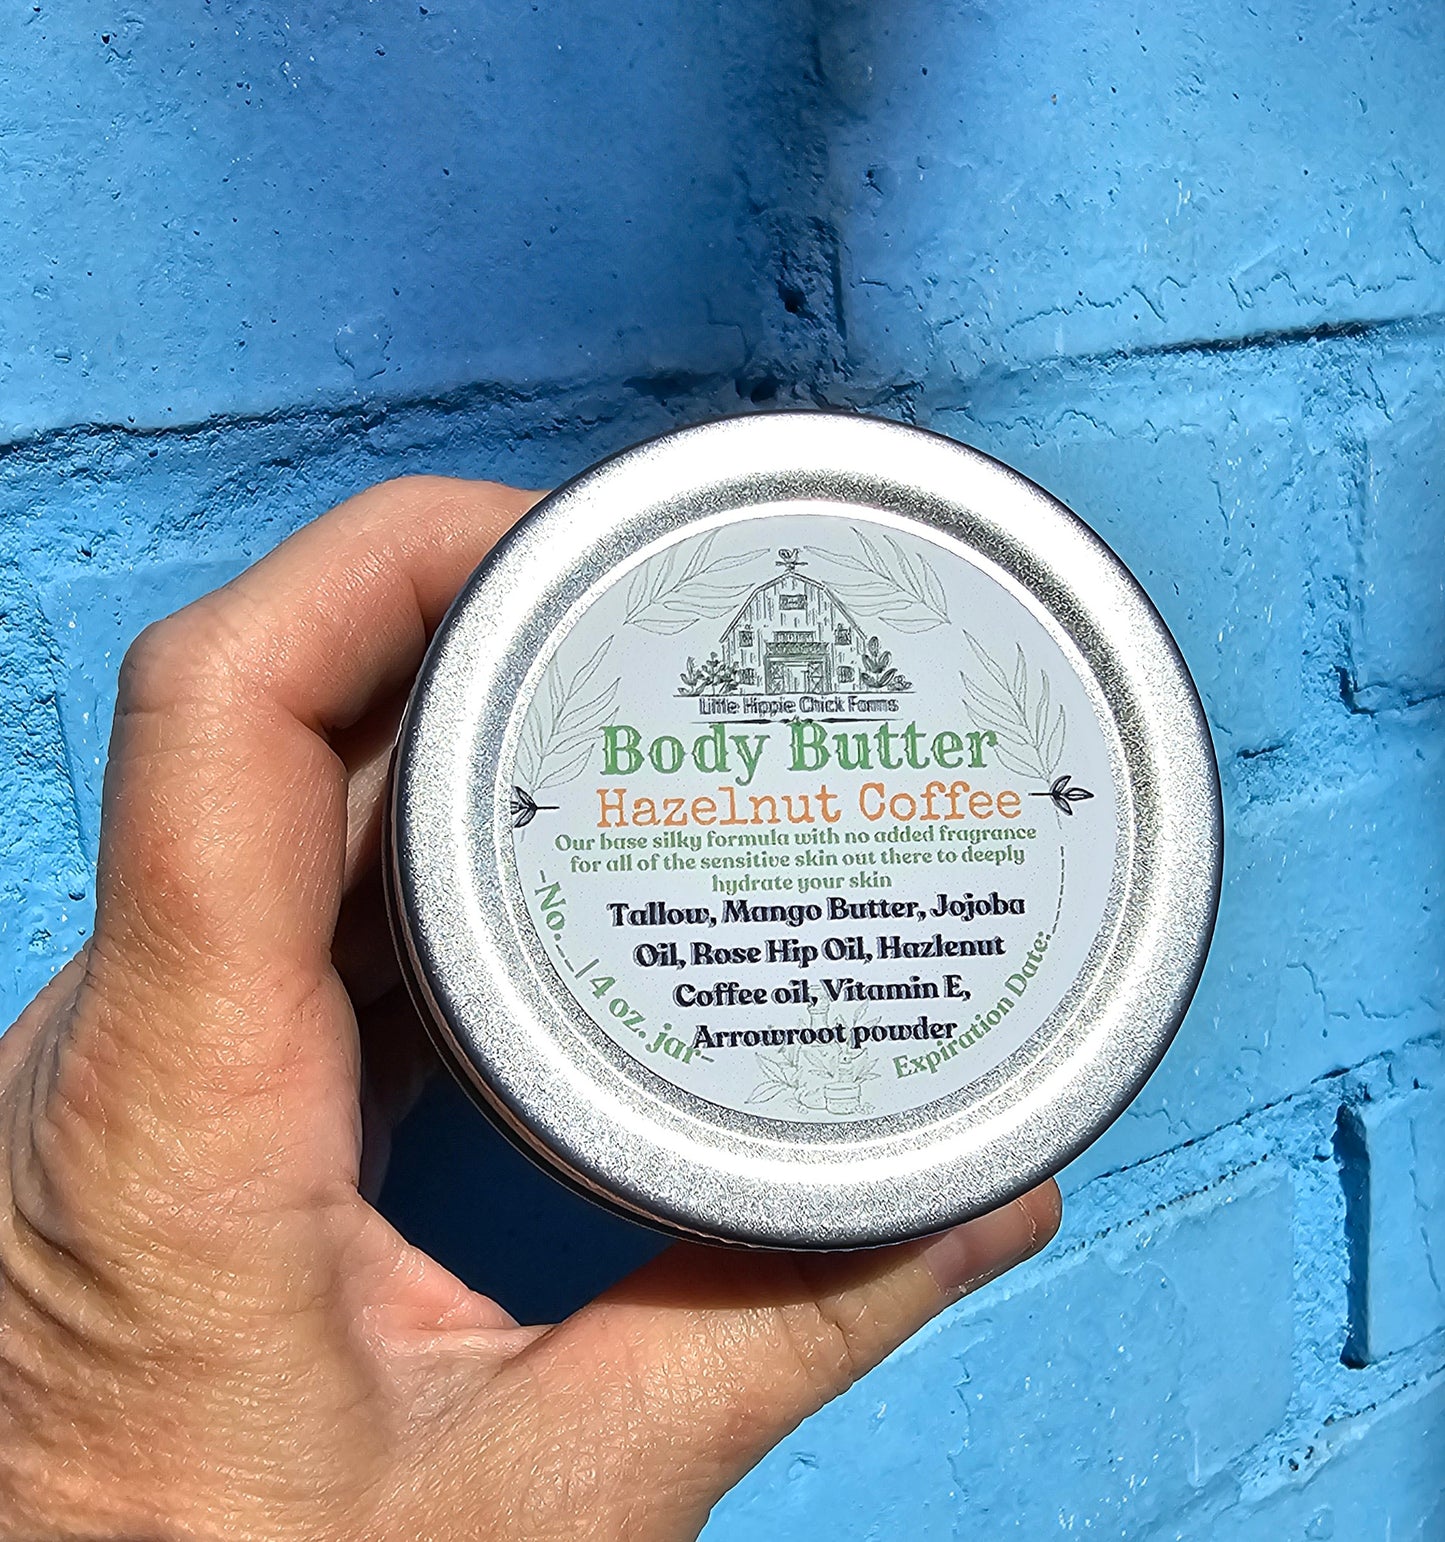 Little Hippie Chick Farms
Body Butter
Hazelnut Coffee
Our base silky formula with no added fragrance
for all of the sensitive skin out there to deeply
hydrate your skin
Tallow, Mango Butter, Jojoba
Oil, Rose Hip Oil, Hazlenut
Coffee oil, Vitamin E,
Arrowroot powder
-No.__| 4 oz. jar-
Expiration Date:_______